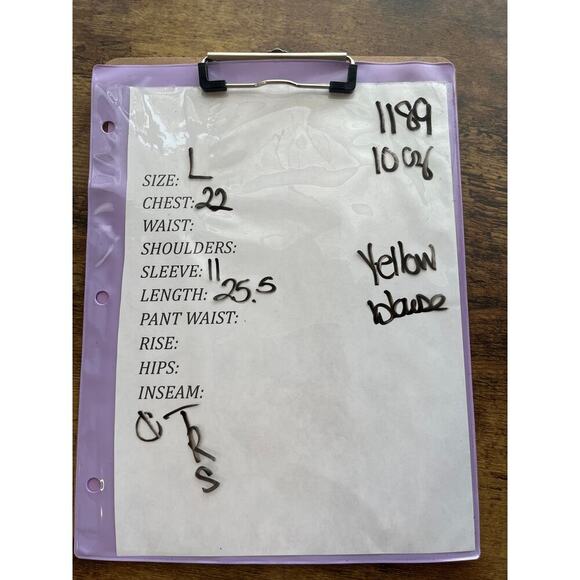 1189
10 oz
SIZE: L
CHEST: 22
WAIST:
SHOULDERS:
SLEEVE: 11
LENGTH: 25.5
PANT WAIST:
RISE:
HIPS:
INSEAM:
Yellow
blouse
T
R
S